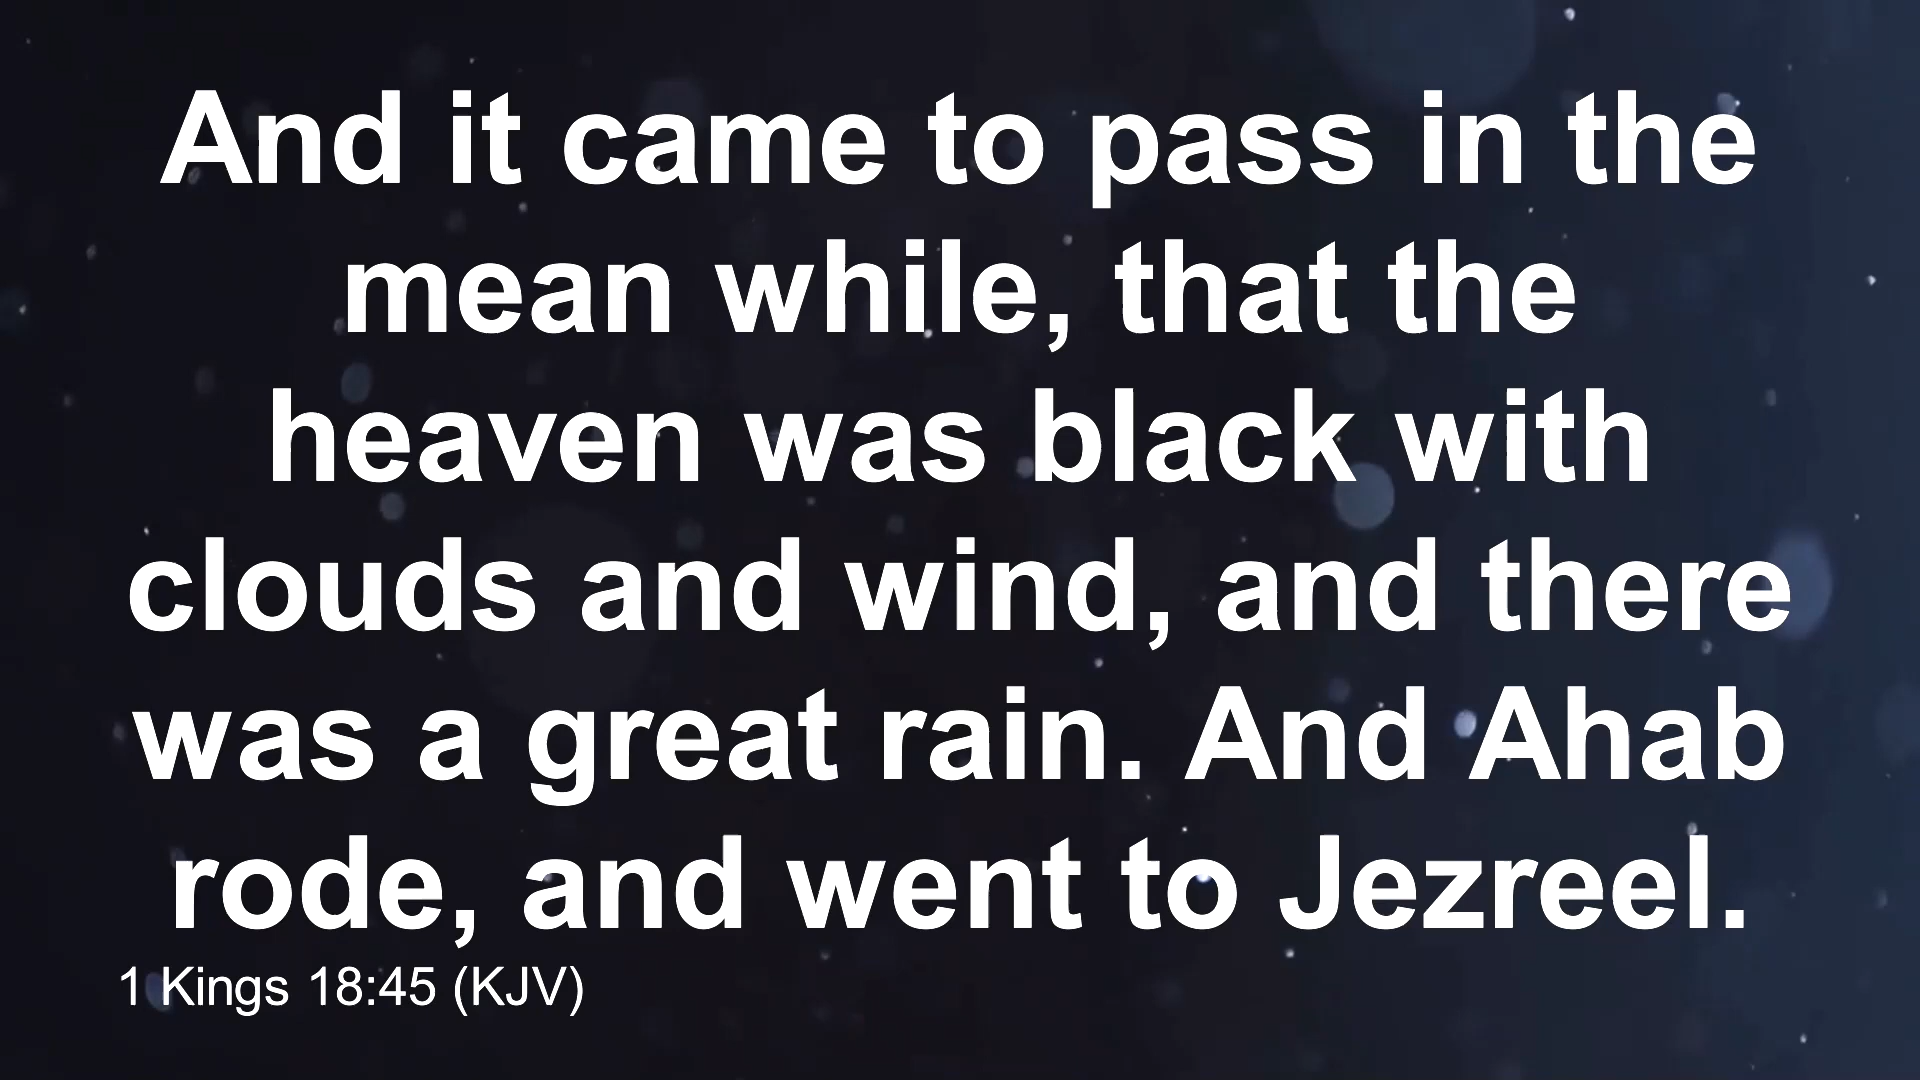 And it came to pass in the
mean while, that the
heaven was black with
clouds and wind, and there
was a great rain. And Ahab
rode, and went to Jezreel.
1 Kings 18:45 (KJV)